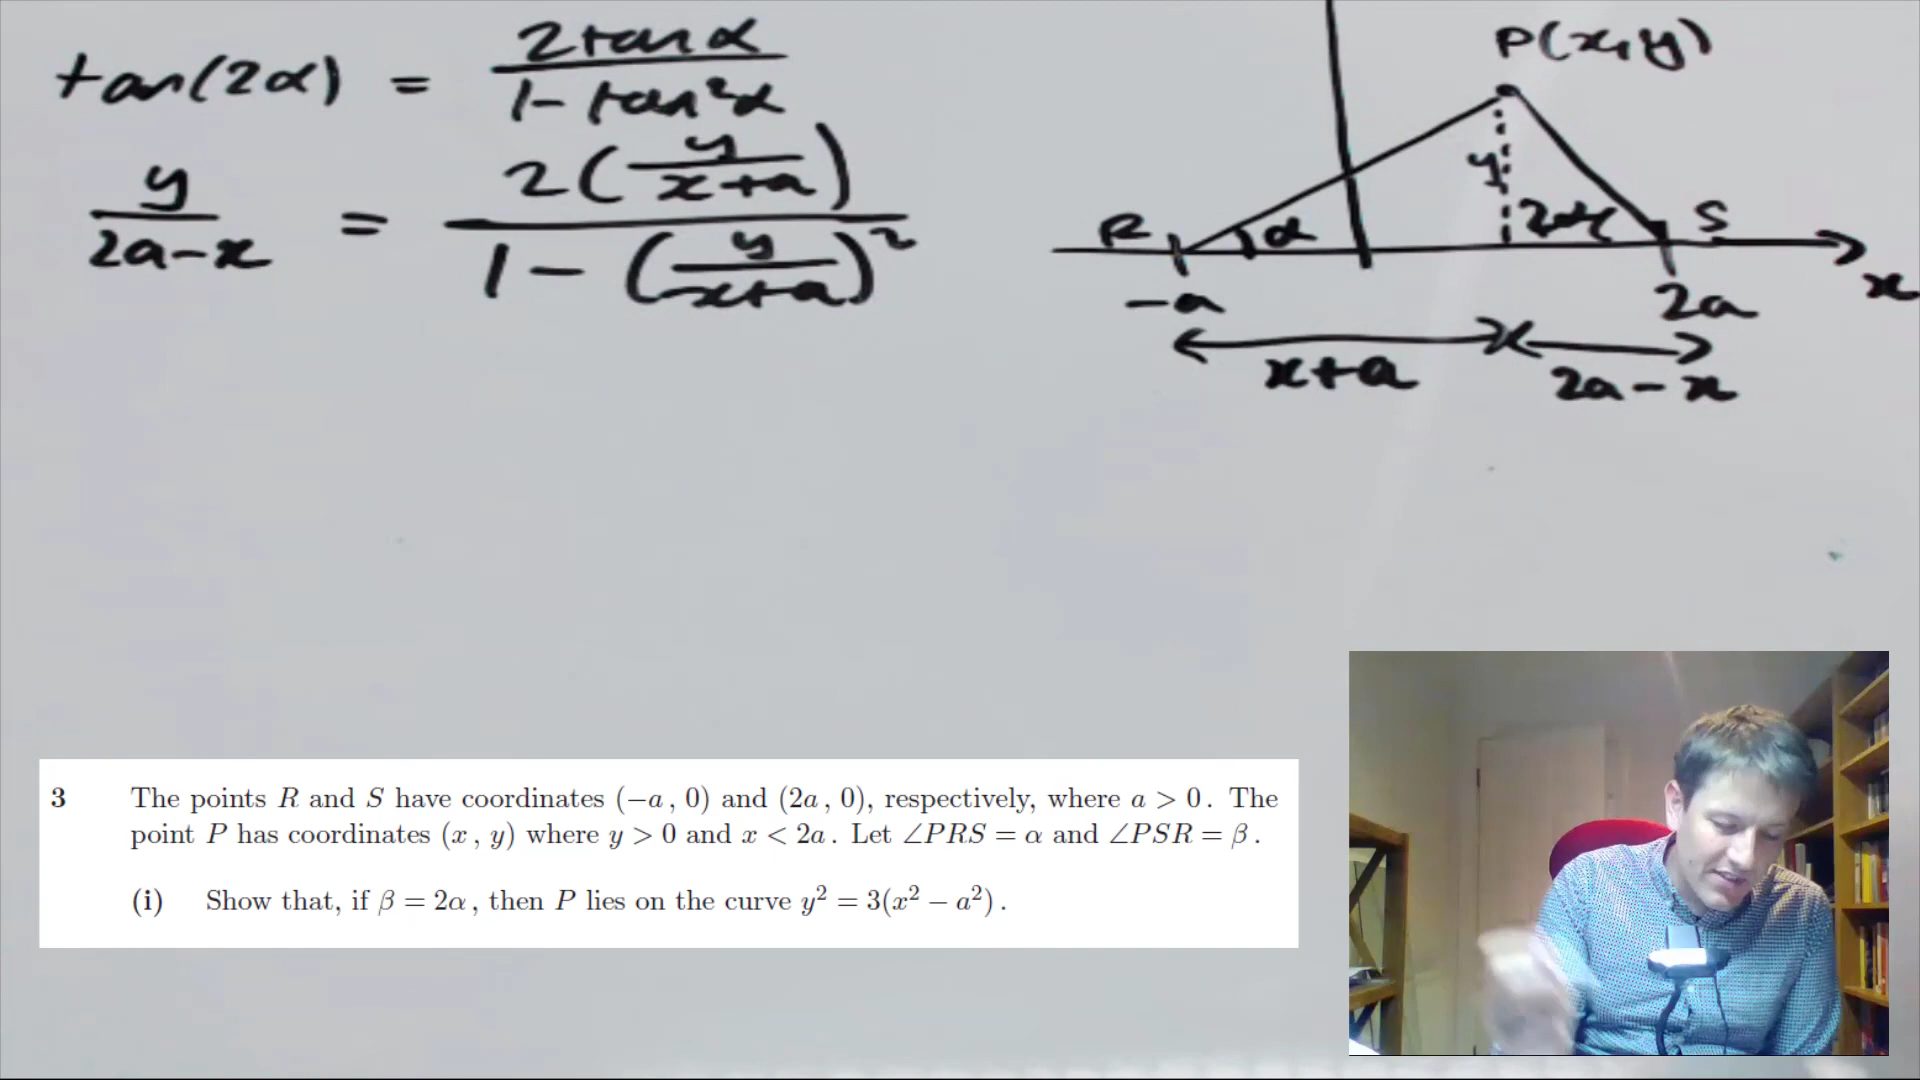 tan(2α) = 2tanα / 1 - tan²α
y / 2a-x = 2(y / x+a) / 1 - (y / x+a)²
P(x,y)
y
R
α
2α
S
-a
2a
x
x+a
2a-x
3 The points R and S have coordinates (−a, 0) and (2a, 0), respectively, where a > 0. The
point P has coordinates (x, y) where y > 0 and x < 2a. Let ∠PRS = α and ∠PSR = β.
(i) Show that, if β = 2α, then P lies on the curve y² = 3(x² − a²).